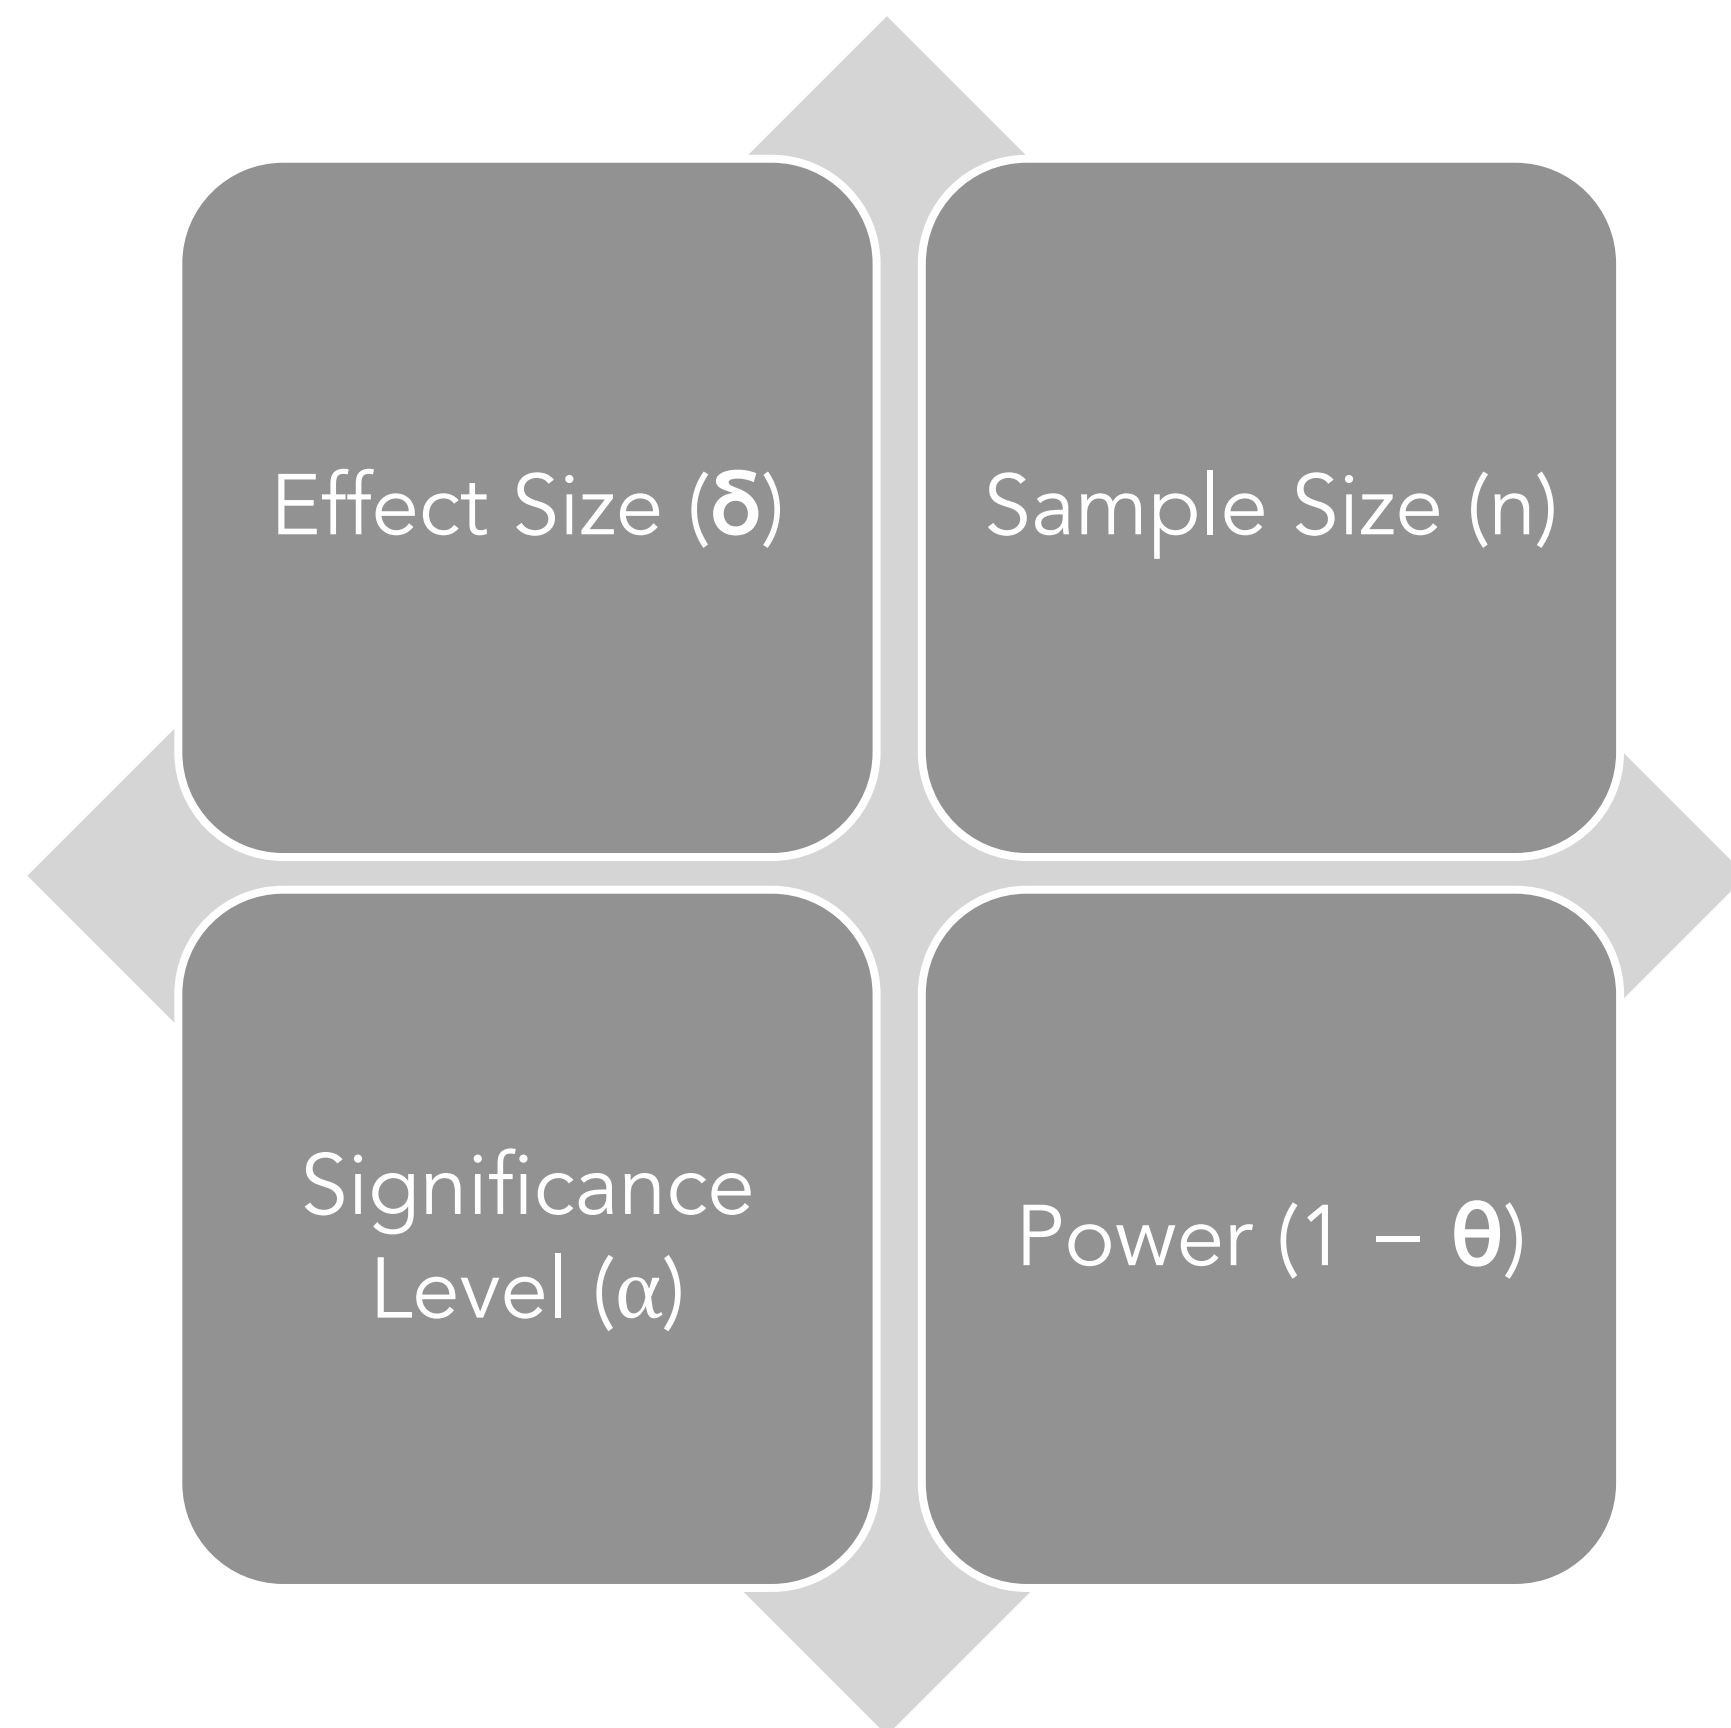 Effect Size (δ)
Sample Size (n)
Significance
Level (α)
Power (1 − θ)